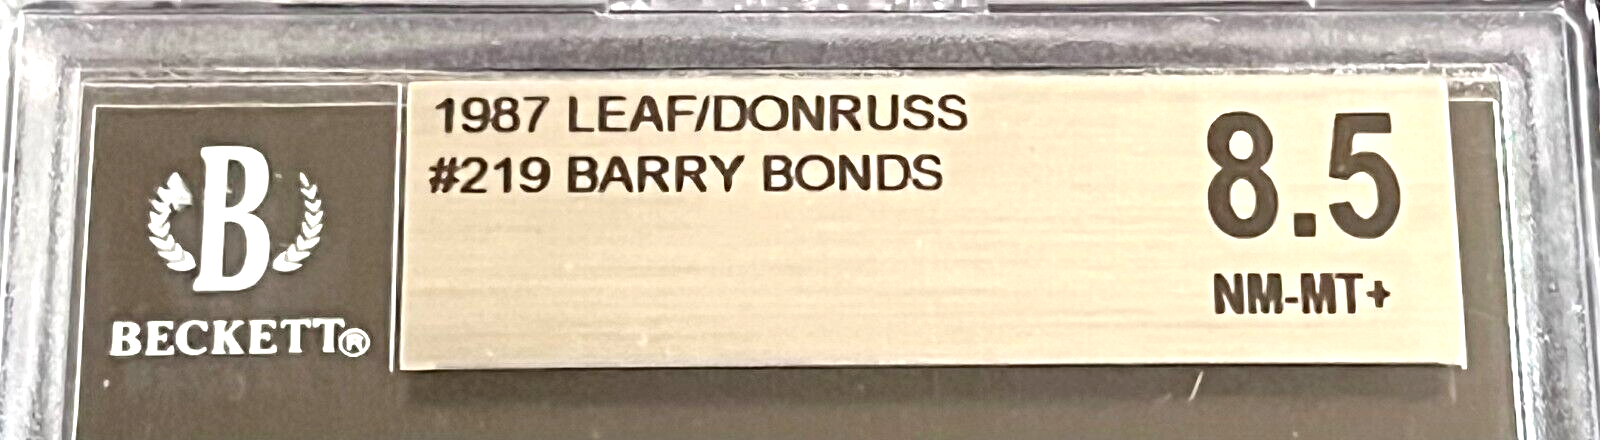 1987 LEAF/DONRUSS
#219 BARRY BONDS
8.5
NM-MT+
B
BECKETT®